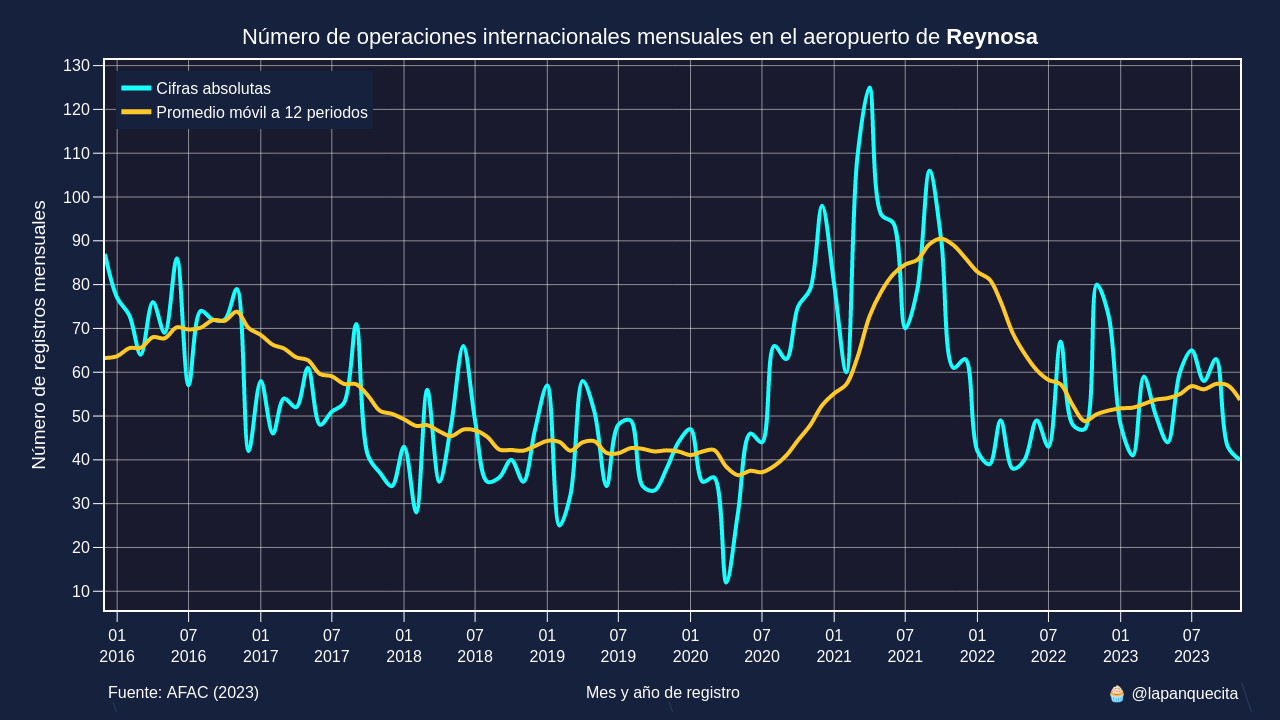 Número de operaciones internacionales mensuales en el aeropuerto de Reynosa
Cifras absolutas
Promedio móvil a 12 periodos
Número de registros mensuales
130
120
110
100
90
80
70
60
50
40
30
20
10
01 07 01 07 01 07 01 07 01 07 01 07 01 07 01 07
2016 2016 2017 2017 2018 2018 2019 2019 2020 2020 2021 2021 2022 2022 2023 2023
Fuente: AFAC (2023) Mes y año de registro 🧁 @lapanquecita